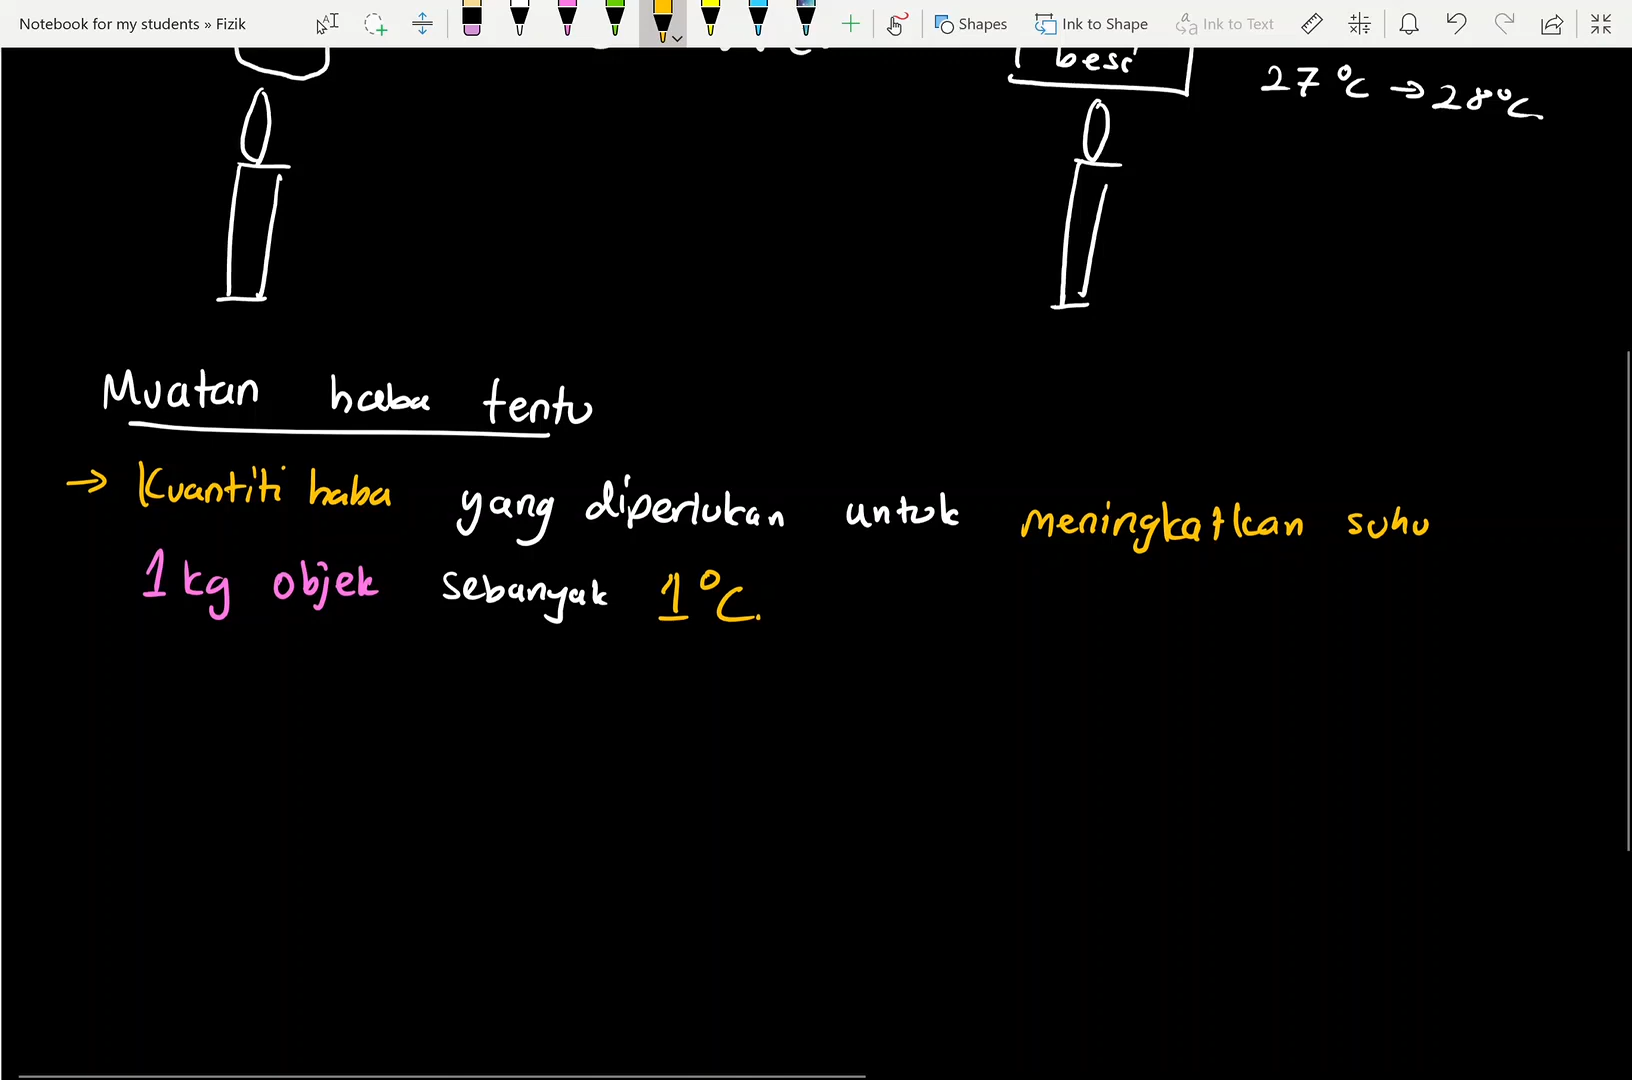 Notebook for my students » Fizik
Shapes
Ink to Shape
Ink to Text
besi
27 °C → 28°C
Muatan haba tentu
→ Kuantiti haba yang diperlukan untuk meningkatkan suhu
1 kg objek sebanyak 1°C.